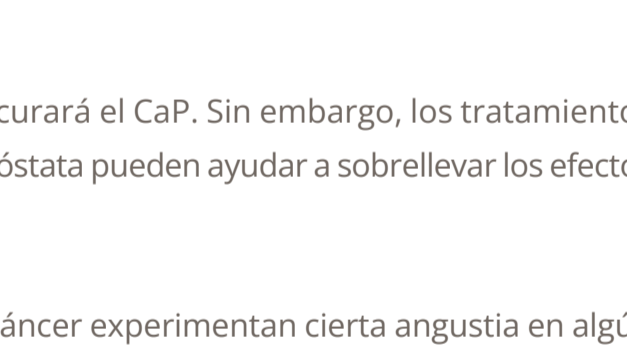 curará el CaP. Sin embargo, los tratamiento
óstata pueden ayudar a sobrellevar los efecto
áncer experimentan cierta angustia en algú